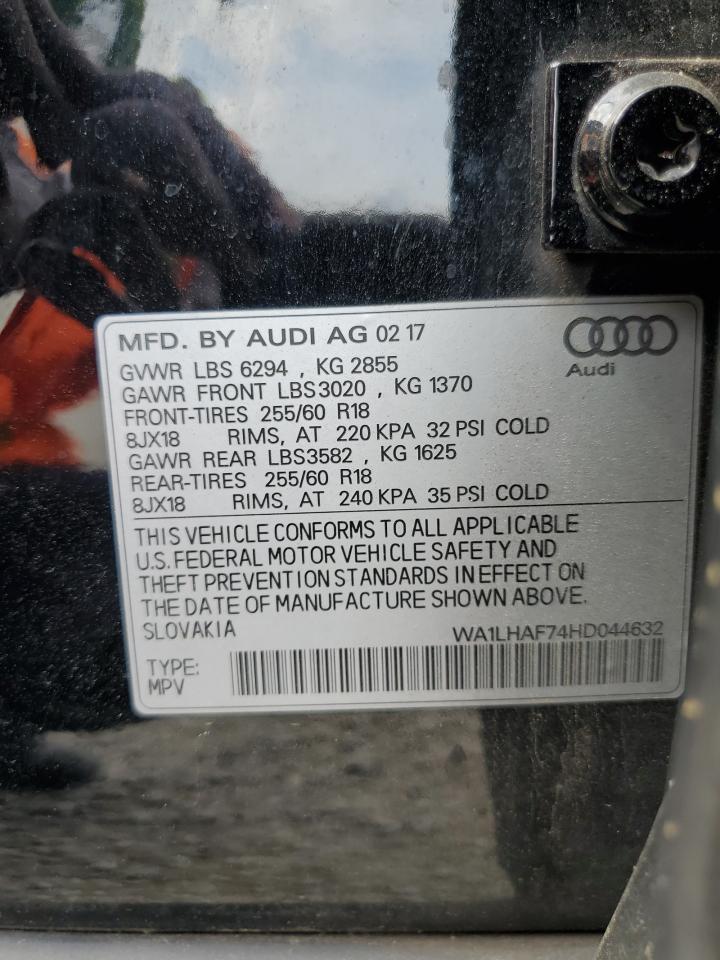 MFD. BY AUDI AG 02 17
GVWR LBS 6294 , KG 2855
GAWR FRONT LBS3020 , KG 1370
FRONT-TIRES 255/60 R18
8JX18 RIMS, AT 220 KPA 32 PSI COLD
GAWR REAR LBS3582 , KG 1625
REAR-TIRES 255/60 R18
8JX18 RIMS, AT 240 KPA 35 PSI COLD
Audi
THIS VEHICLE CONFORMS TO ALL APPLICABLE
U.S. FEDERAL MOTOR VEHICLE SAFETY AND
THEFT PREVENTION STANDARDS IN EFFECT ON
THE DATE OF MANUFACTURE SHOWN ABOVE.
SLOVAKIA WA1LHAF74HD044632
TYPE:
MPV